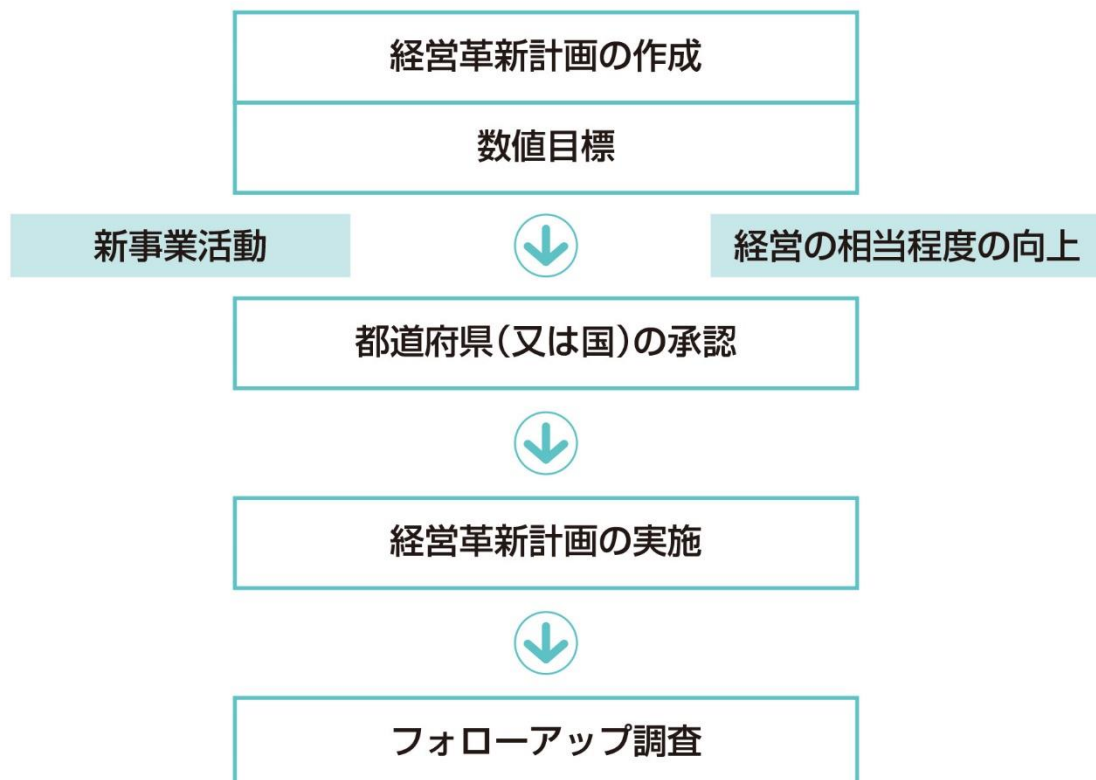 経営革新計画の作成
数値目標
新事業活動
経営の相当程度の向上
都道府県(又は国)の承認
経営革新計画の実施
フォローアップ調査